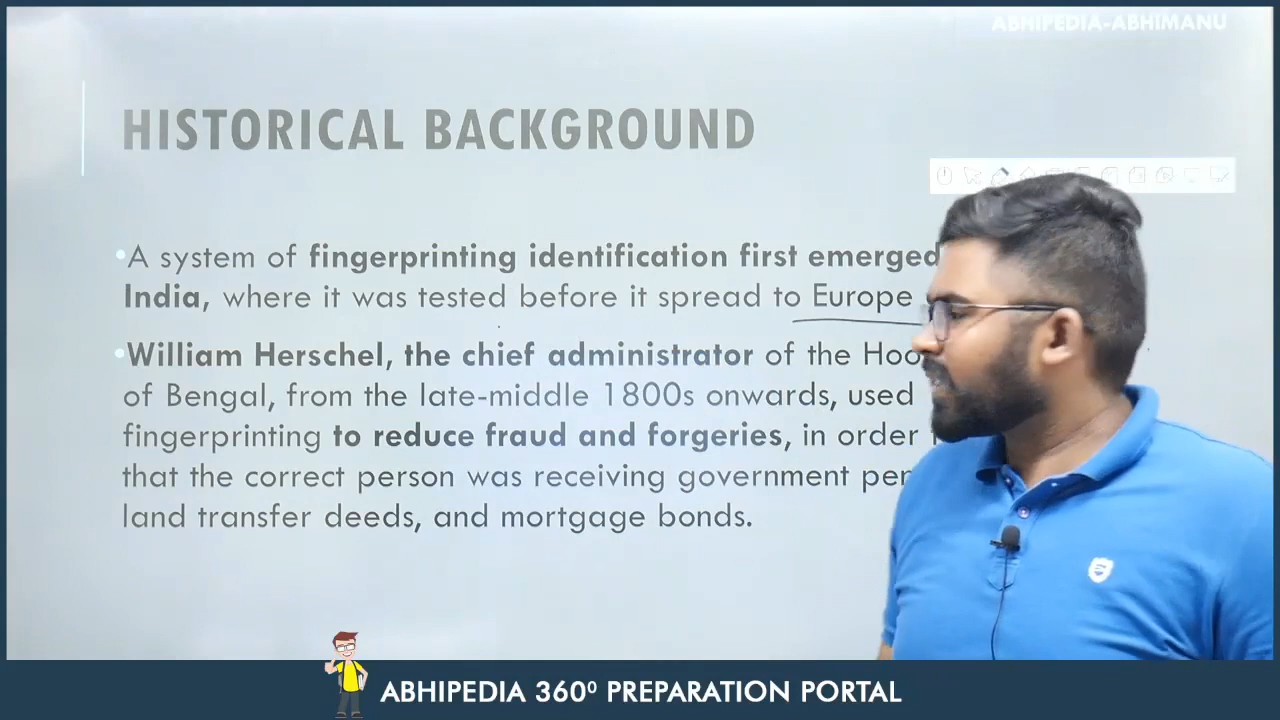 ABHIPEDIA-ABHIMANU
HISTORICAL BACKGROUND
•A system of fingerprinting identification first emerged
India, where it was tested before it spread to Europe
•William Herschel, the chief administrator of the
of Bengal, from the late-middle 1800s onwards, used
fingerprinting to reduce fraud and forgeries, in order
that the correct person was receiving government
land transfer deeds, and mortgage bonds.
ABHIPEDIA 360⁰ PREPARATION PORTAL